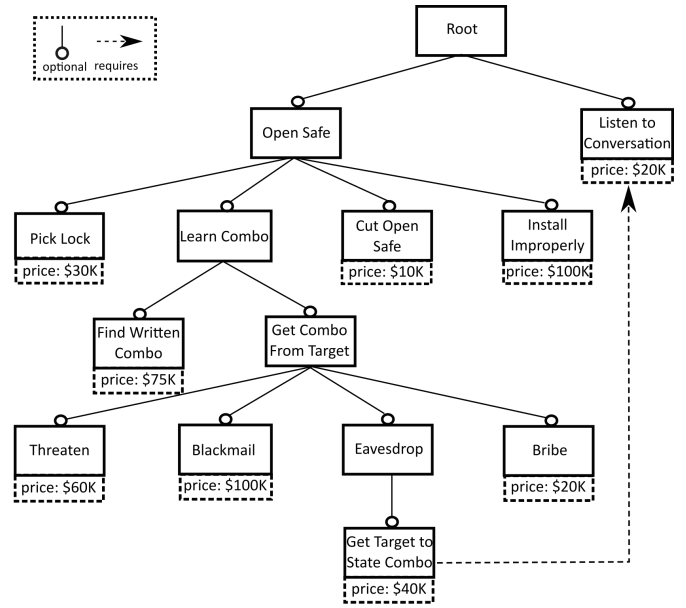 Root
optional requires
Open Safe
Listen to
Conversation
price: $20K
Pick Lock
price: $30K
Learn Combo
Cut Open
Safe
price: $10K
Install
Improperly
price: $100K
Find Written
Combo
price: $75K
Get Combo
From Target
Threaten
price: $60K
Blackmail
price: $100K
Eavesdrop
Bribe
price: $20K
Get Target to
State Combo
price: $40K